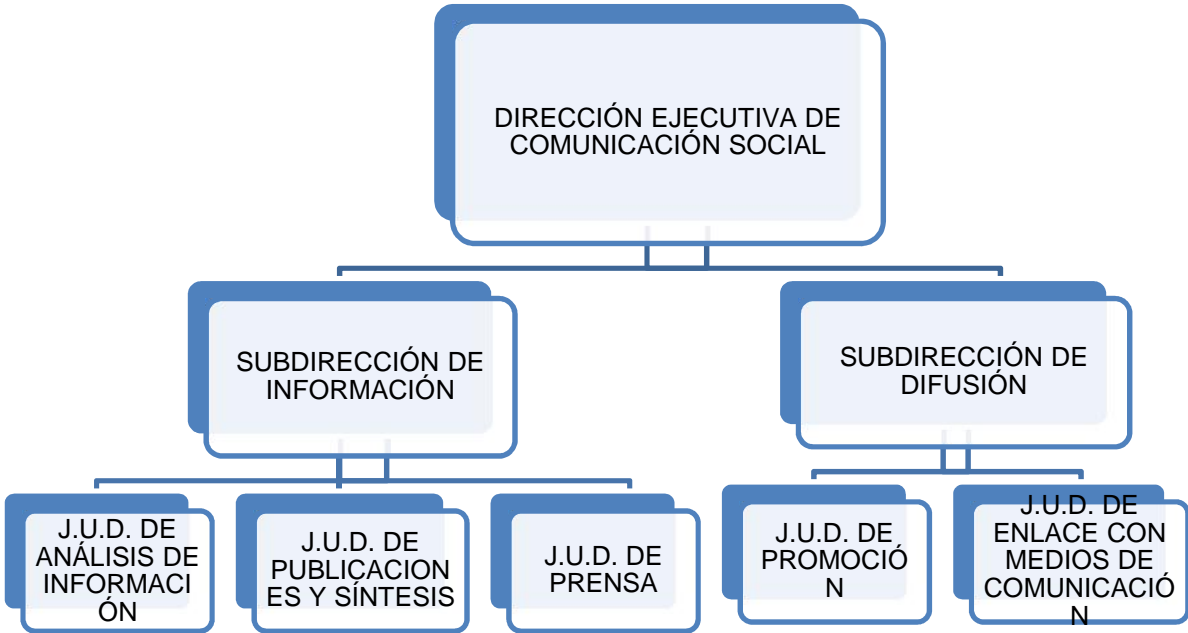 DIRECCIÓN EJECUTIVA DE
COMUNICACIÓN SOCIAL
SUBDIRECCIÓN DE
INFORMACIÓN
SUBDIRECCIÓN DE
DIFUSIÓN
J.U.D. DE
ANÁLISIS DE
INFORMACI
ÓN
J.U.D. DE
PUBLICACION
ES Y SÍNTESIS
J.U.D. DE
PRENSA
J.U.D. DE
PROMOCIÓ
N
J.U.D. DE
ENLACE CON
MEDIOS DE
COMUNICACIÓ
N